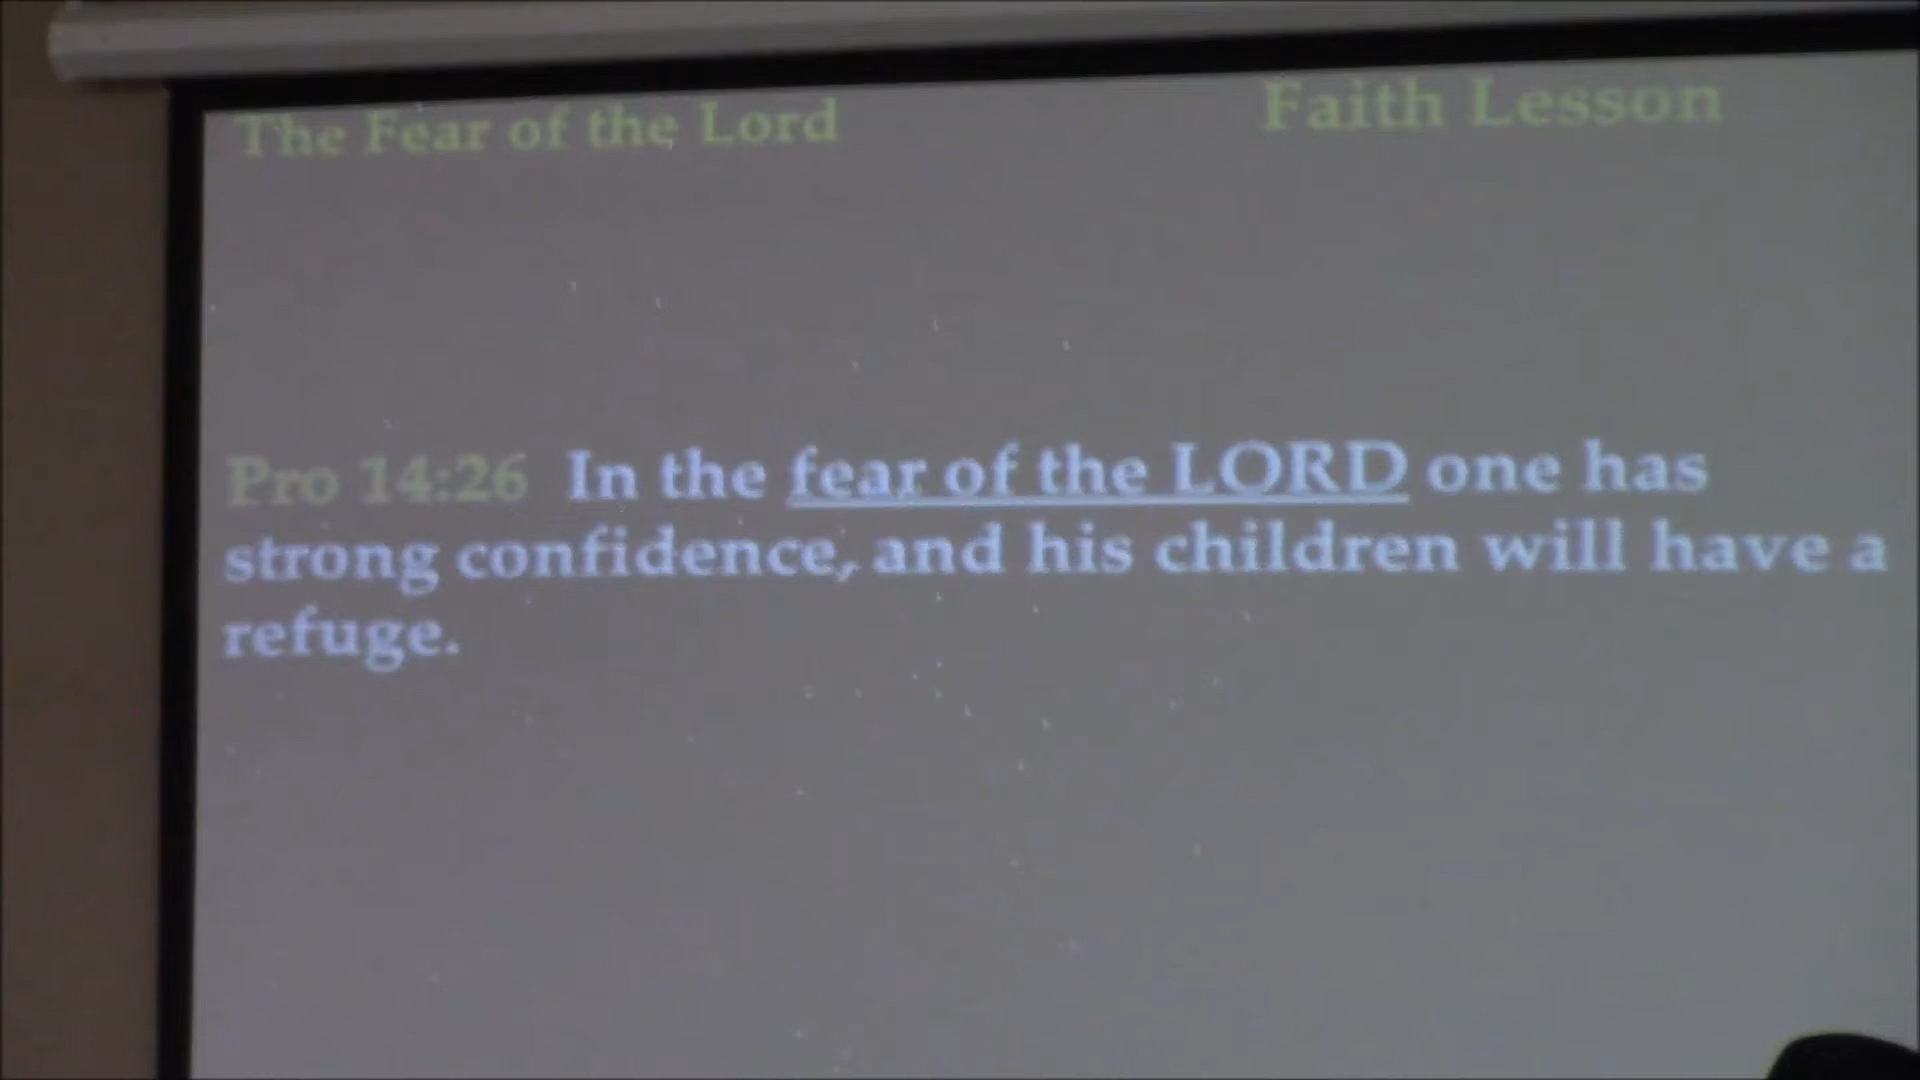 The Fear of the Lord
Faith Lesson
Pro 14:26 In the fear of the LORD one has
strong confidence, and his children will have a
refuge.